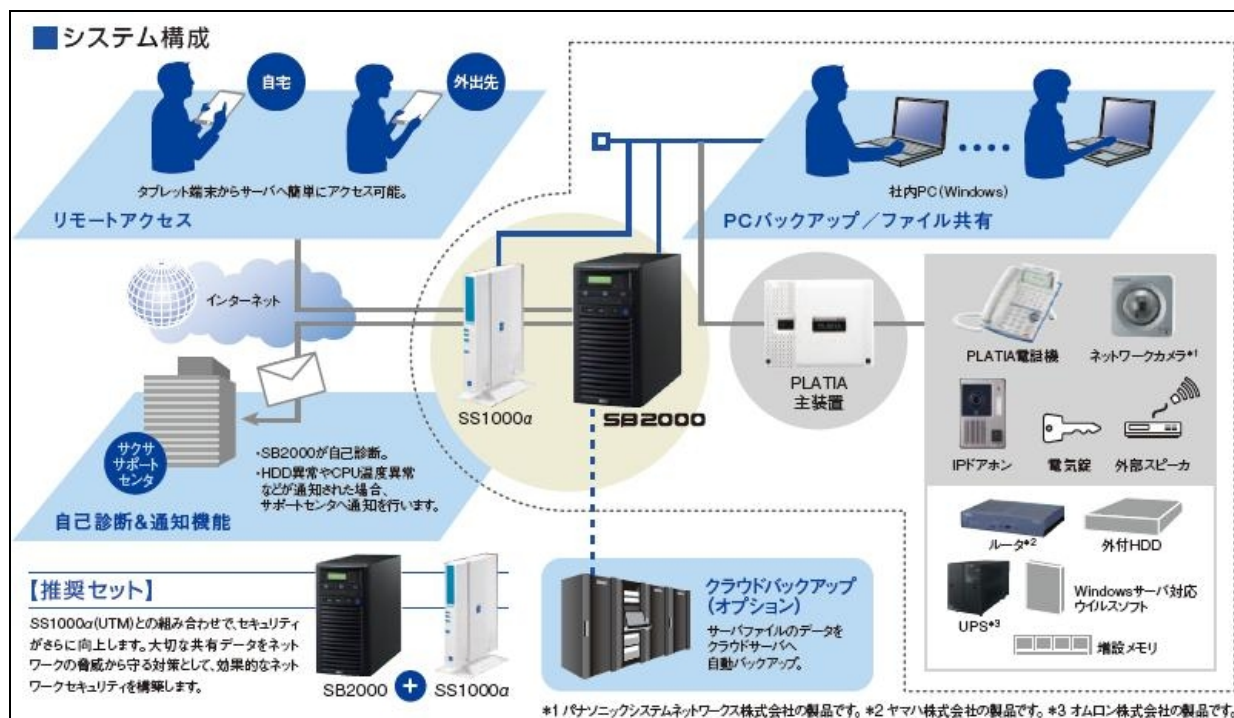 システム構成
自宅
外出先
タブレット端末からサーバへ簡単にアクセス可能。
リモートアクセス
社内PC(Windows)
PCバックアップ／ファイル共有
インターネット
SS1000α
SB2000
PLATIA
主装置
PLATIA電話機
ネットワークカメラ*1
IPドアホン
電気錠
外部スピーカ
サクサ
サポート
センタ
・SB2000が自己診断。
・HDD異常やCPU温度異常
などが通知された場合、
サポートセンタへ通知を行います。
自己診断&通知機能
ルータ*2
外付HDD
UPS*3
Windowsサーバ対応
ウイルスソフト
増設メモリ
【推奨セット】
SS1000α(UTM)との組み合わせで、セキュリティ
がさらに向上します。大切な共有データをネット
ワークの脅威から守る対策として、効果的なネット
ワークセキュリティを構築します。
SB2000
+
SS1000α
クラウドバックアップ
(オプション)
サーバファイルのデータを
クラウドサーバへ
自動バックアップ。
*1 パナソニックシステムネットワークス株式会社の製品です。*2 ヤマハ株式会社の製品です。*3 オムロン株式会社の製品です。